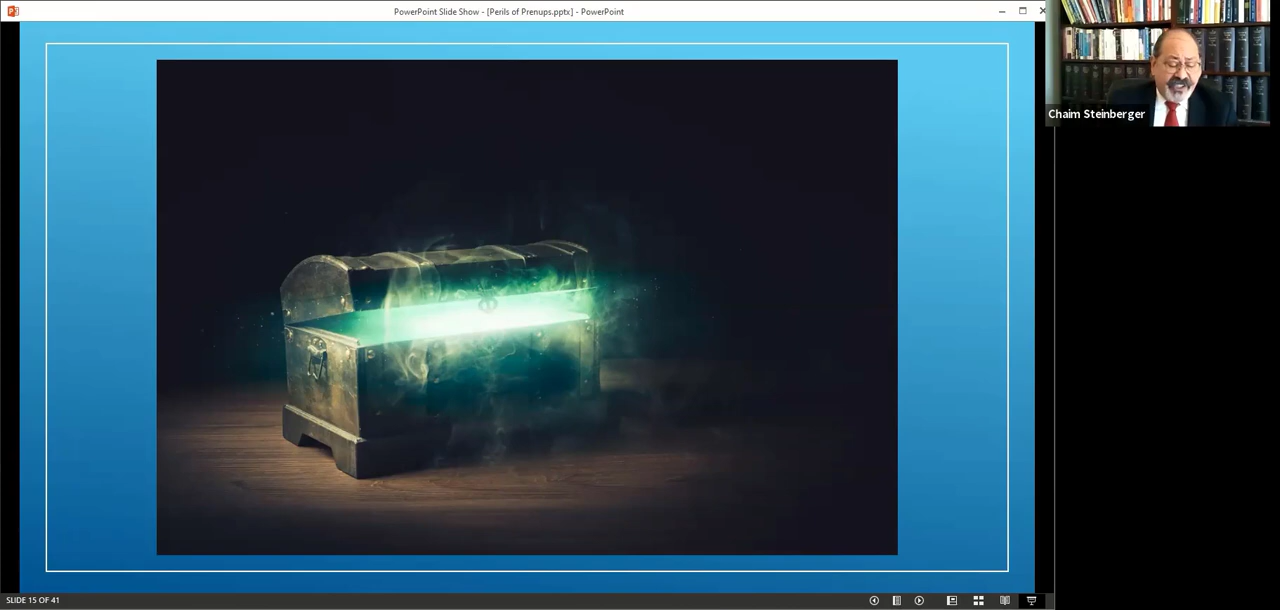 PowerPoint Slide Show - [Perils of Prenups.pptx] - PowerPoint
Chaim Steinberger
SLIDE 15 OF 41